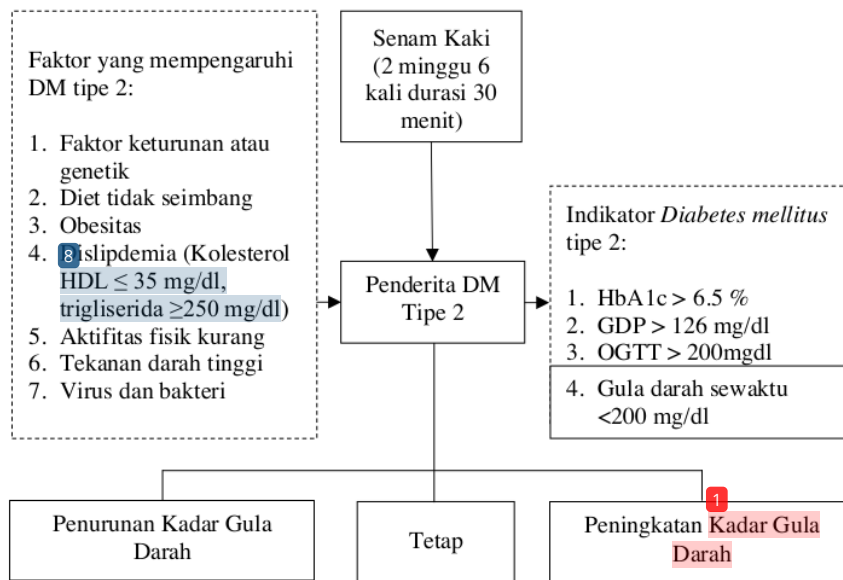 Faktor yang mempengaruhi
DM tipe 2:
1. Faktor keturunan atau
genetik
2. Diet tidak seimbang
3. Obesitas
4. Dislipdemia (Kolesterol
8
HDL ≤ 35 mg/dl,
trigliserida ≥250 mg/dl)
5. Aktifitas fisik kurang
6. Tekanan darah tinggi
7. Virus dan bakteri
Senam Kaki
(2 minggu 6
kali durasi 30
menit)
Penderita DM
Tipe 2
Indikator Diabetes mellitus
tipe 2:
1. HbA1c > 6.5 %
2. GDP > 126 mg/dl
3. OGTT > 200mgdl
4. Gula darah sewaktu
<200 mg/dl
Penurunan Kadar Gula
Darah
Tetap
1
Peningkatan Kadar Gula
Darah